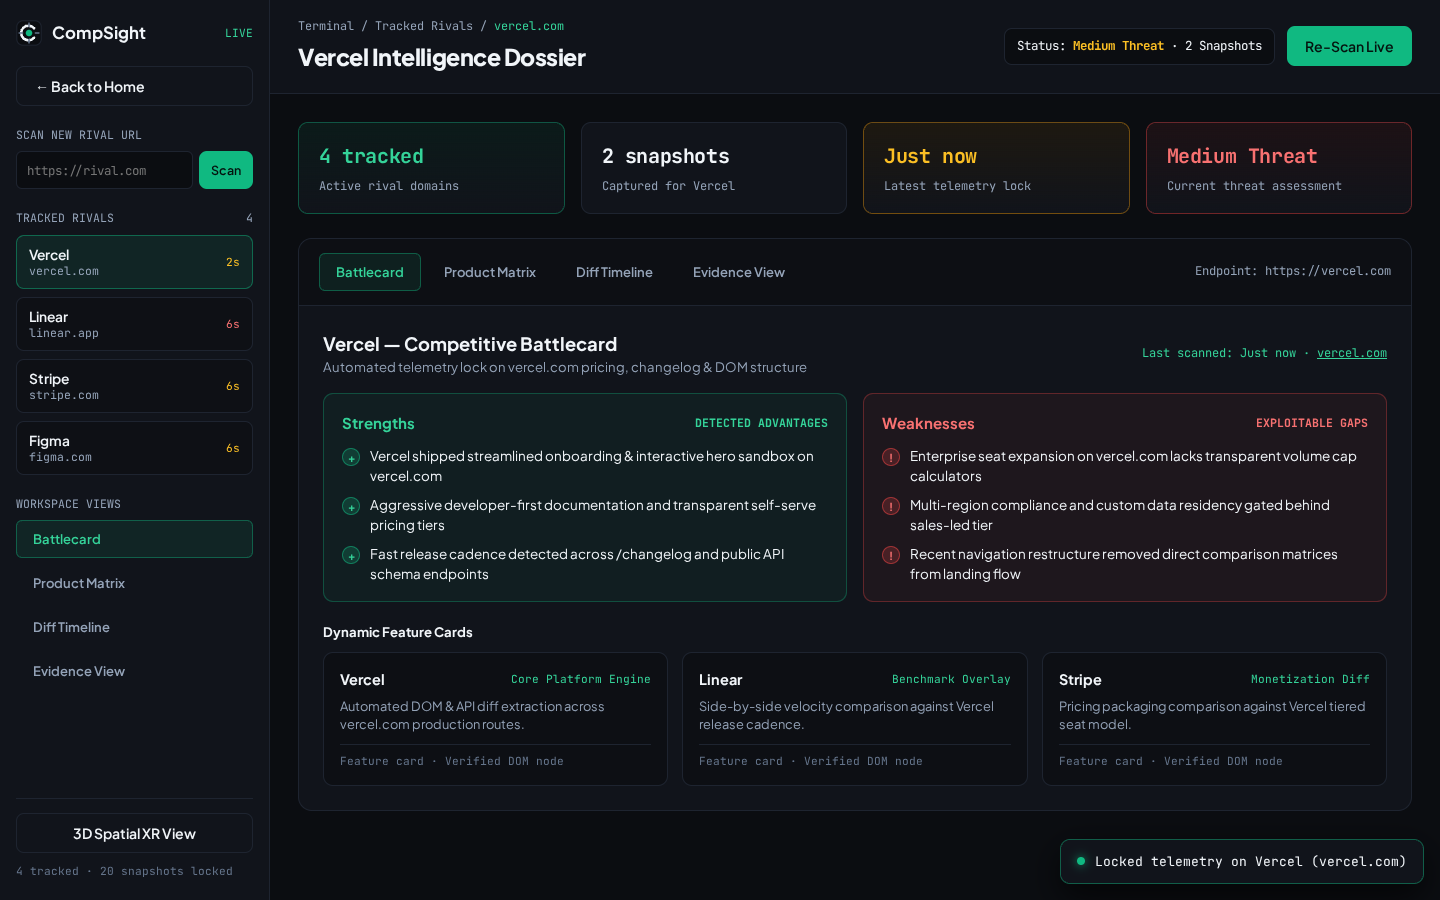 CompSight
LIVE
← Back to Home
SCAN NEW RIVAL URL
https://rival.com
Scan
TRACKED RIVALS 4
Vercel
vercel.com
2s
Linear
linear.app
6s
Stripe
stripe.com
6s
Figma
figma.com
6s
WORKSPACE VIEWS
Battlecard
Product Matrix
Diff Timeline
Evidence View
3D Spatial XR View
4 tracked · 20 snapshots locked
Terminal / Tracked Rivals / vercel.com
Vercel Intelligence Dossier
Status: Medium Threat · 2 Snapshots
Re-Scan Live
4 tracked
Active rival domains
2 snapshots
Captured for Vercel
Just now
Latest telemetry lock
Medium Threat
Current threat assessment
Battlecard
Product Matrix
Diff Timeline
Evidence View
Endpoint: https://vercel.com
Vercel — Competitive Battlecard
Automated telemetry lock on vercel.com pricing, changelog & DOM structure
Last scanned: Just now · vercel.com
Strengths
DETECTED ADVANTAGES
+ Vercel shipped streamlined onboarding & interactive hero sandbox on
vercel.com
+ Aggressive developer-first documentation and transparent self-serve
pricing tiers
+ Fast release cadence detected across /changelog and public API
schema endpoints
Weaknesses
EXPLOITABLE GAPS
! Enterprise seat expansion on vercel.com lacks transparent volume cap
calculators
! Multi-region compliance and custom data residency gated behind
sales-led tier
! Recent navigation restructure removed direct comparison matrices
from landing flow
Dynamic Feature Cards
Vercel
Core Platform Engine
Automated DOM & API diff extraction across
vercel.com production routes.
Feature card · Verified DOM node
Linear
Benchmark Overlay
Side-by-side velocity comparison against Vercel
release cadence.
Feature card · Verified DOM node
Stripe
Monetization Diff
Pricing packaging comparison against Vercel tiered
seat model.
Feature card · Verified DOM node
Locked telemetry on Vercel (vercel.com)